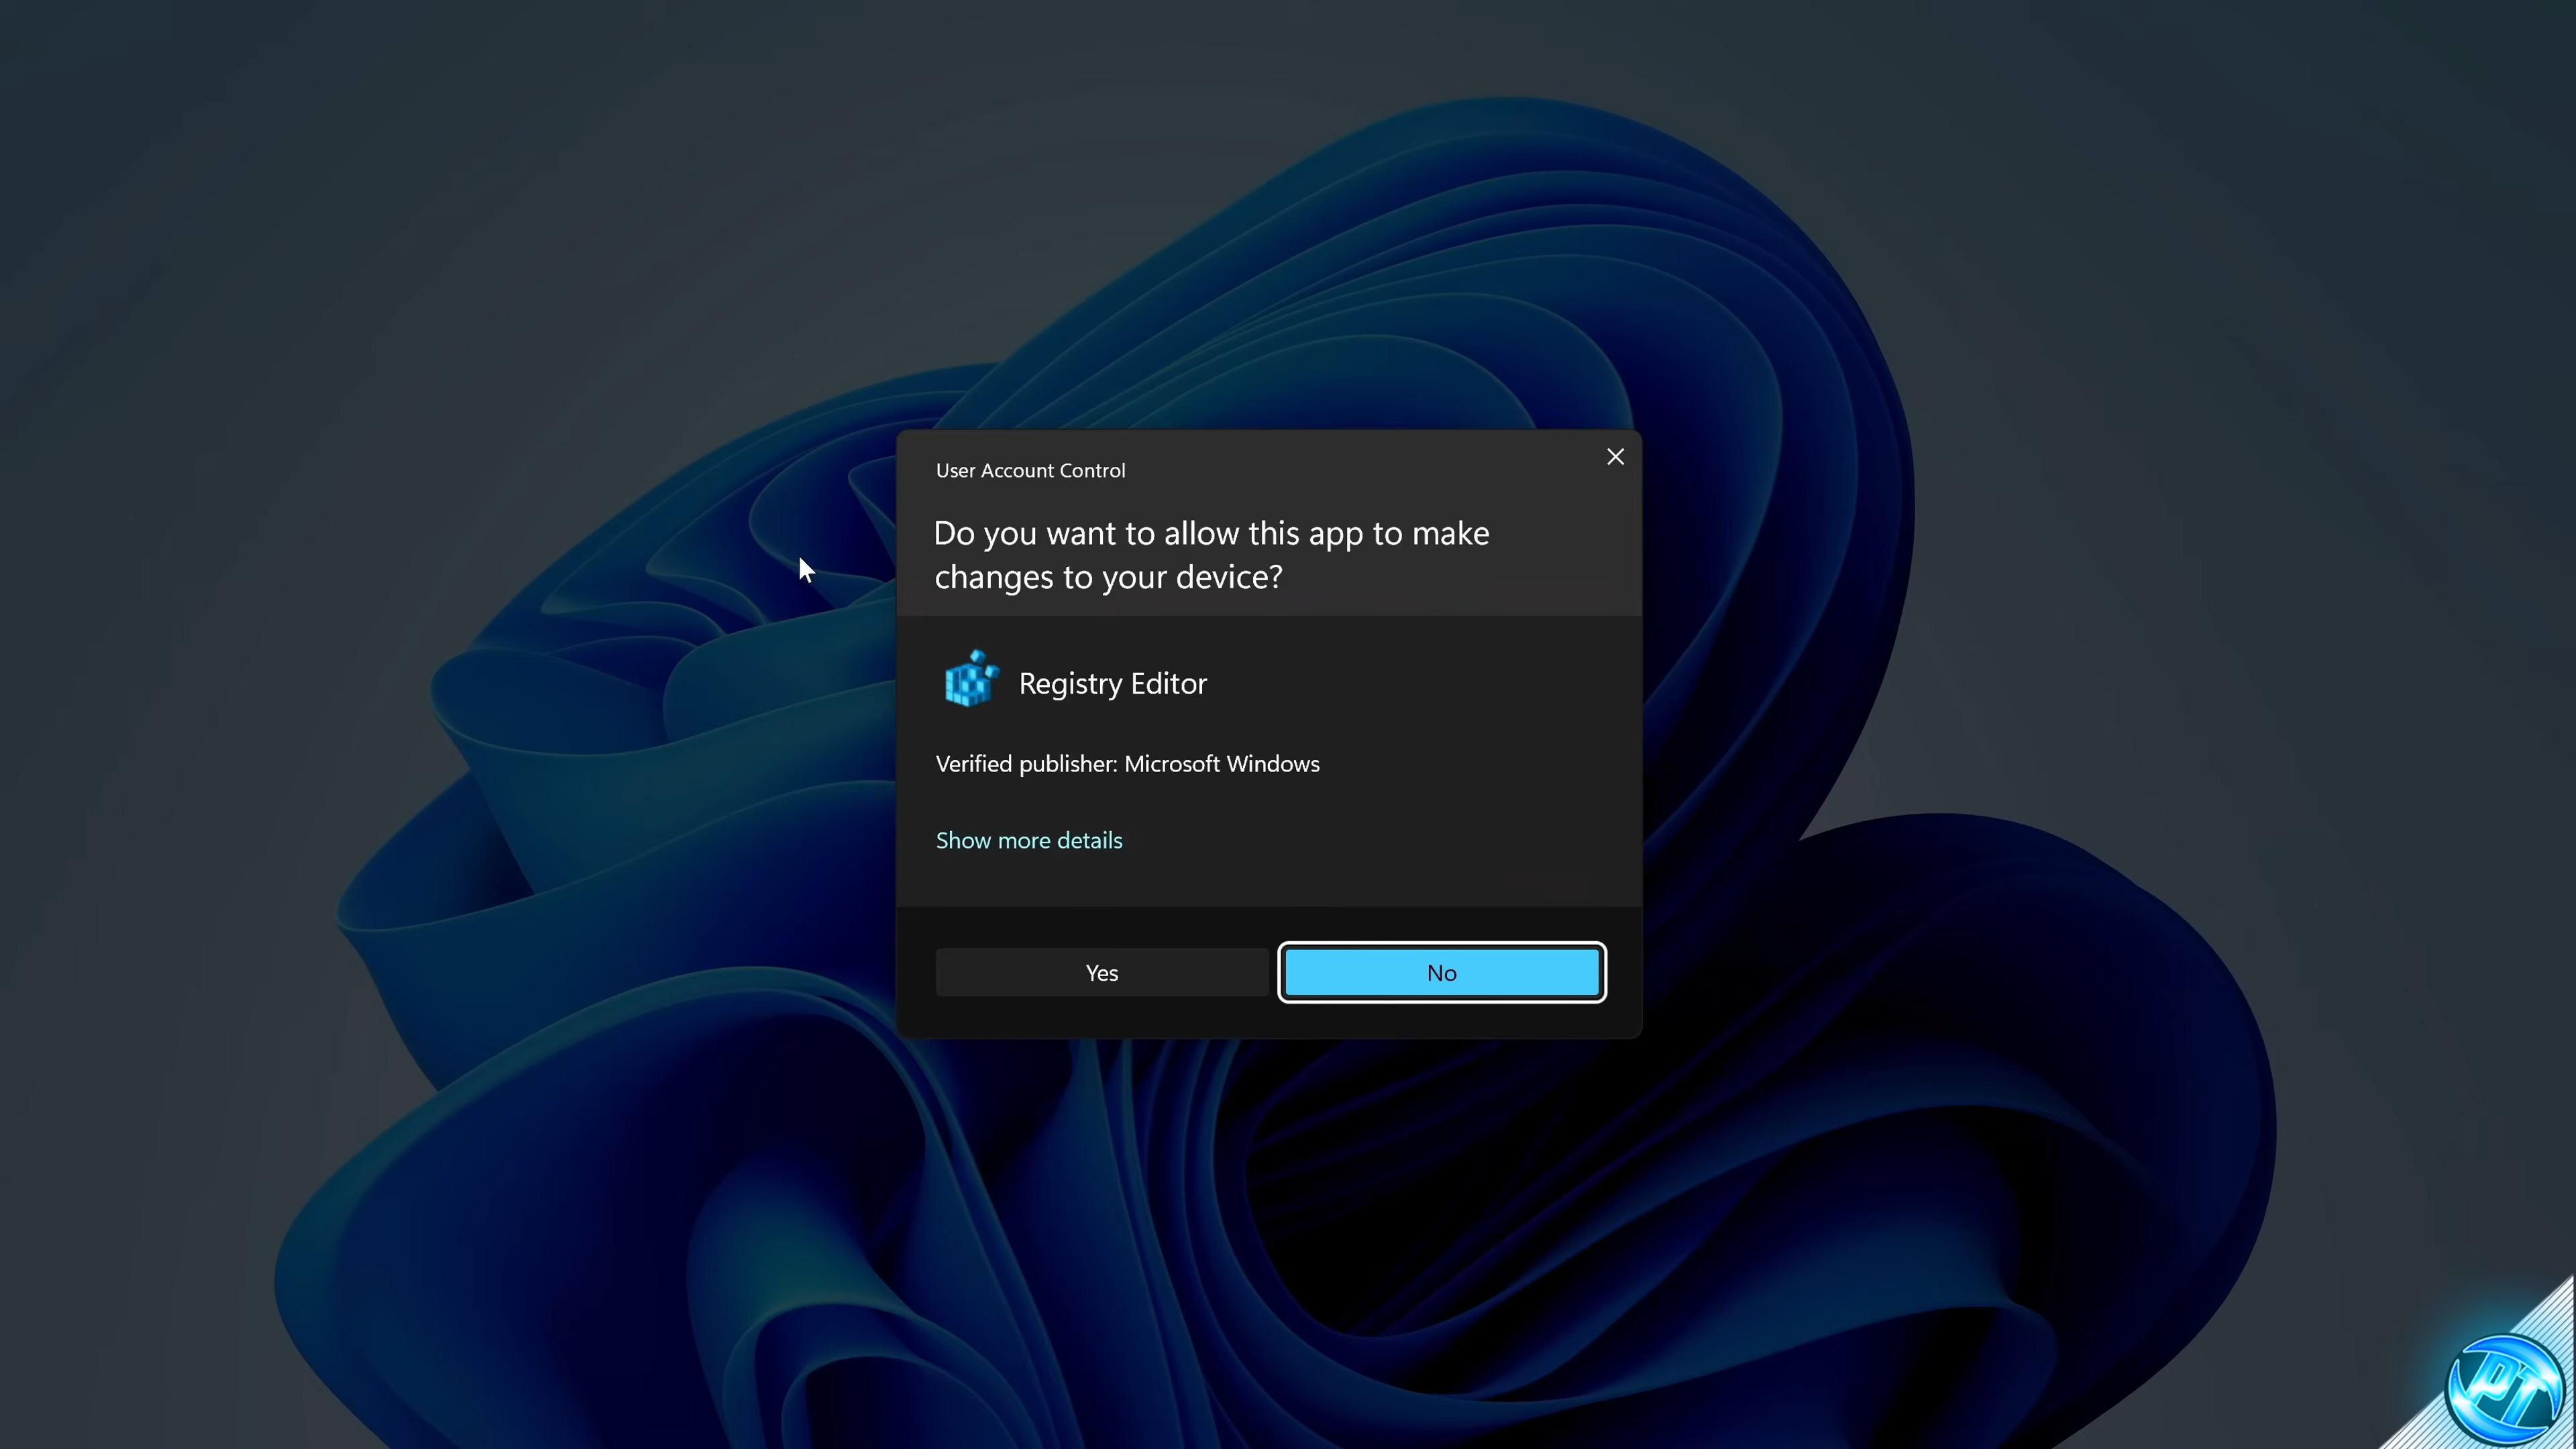 User Account Control
Do you want to allow this app to make
changes to your device?
Registry Editor
Verified publisher: Microsoft Windows
Show more details
Yes
No
PT